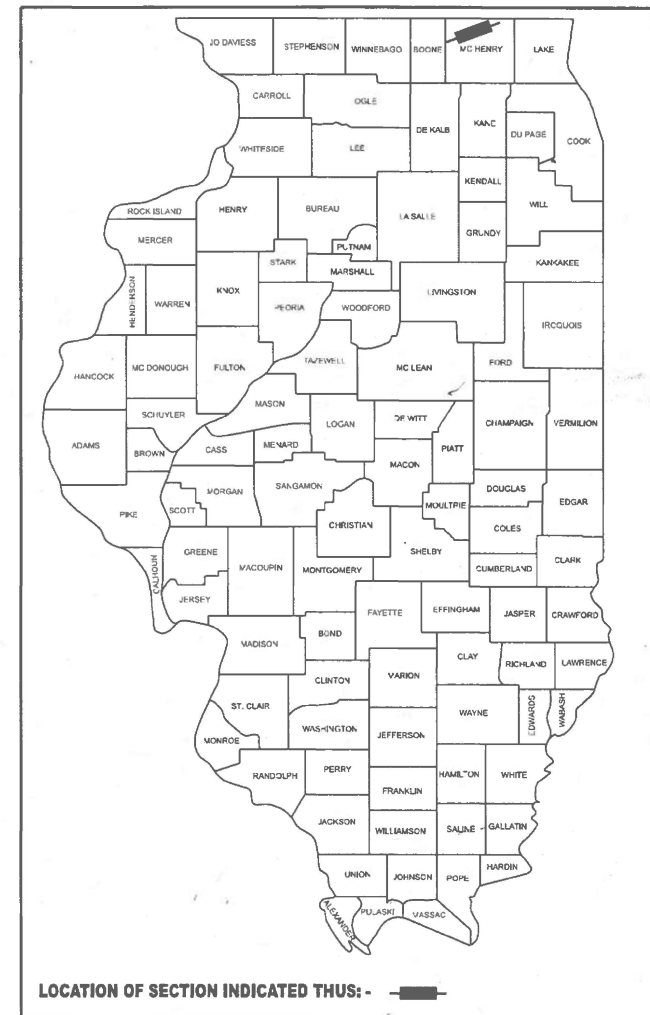 JO DAVIESS
STEPHENSON
WINNEBAGO
BOONE
MC HENRY
LAKE
CARROLL
OGLE
DE KALB
KANE
DU PAGE
COOK
WHITESIDE
LEE
KENDALL
WILL
ROCK ISLAND
HENRY
BUREAU
LA SALLE
GRUNDY
MERCER
PUTNAM
STARK
MARSHALL
KANKAKEE
HENDERSON
WARREN
KNOX
PEORIA
WOODFORD
LIVINGSTON
IRCQUOIS
HANCOCK
MC DONOUGH
FULTON
TAZEWELL
MC LEAN
FORD
SCHUYLER
MASON
LOGAN
DE WITT
CHAMPAIGN
VERMILION
ADAMS
BROWN
CASS
MENARD
MACON
PIATT
PIKE
SCOTT
MORGAN
SANGAMON
CHRISTIAN
MOULTRIE
DOUGLAS
EDGAR
COLES
CALHOUN
GREENE
MACOUPIN
MONTGOMERY
SHELBY
CUMBERLAND
CLARK
JERSEY
FAYETTE
EFFINGHAM
JASPER
CRAWFORD
MADISON
BOND
CLAY
RICHLAND
LAWRENCE
CLINTON
VARION
ST. CLAIR
WAYNE
EDWARDS
WABASH
MONROE
WASHINGTON
JEFFERSON
RANDOLPH
PERRY
FRANKLIN
HAMILTON
WHITE
JACKSON
WILLIAMSON
SALINE
GALLATIN
UNION
JOHNSON
POPE
HARDIN
ALEXANDER
PULASKI
VASSAC
LOCATION OF SECTION INDICATED THUS: -